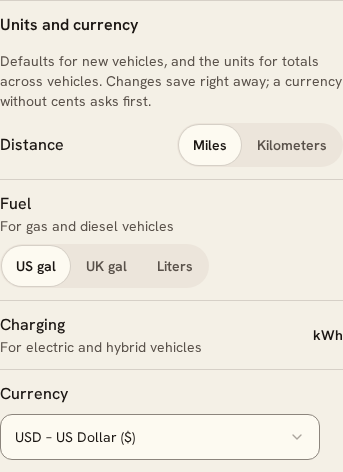 Units and currency
Defaults for new vehicles, and the units for totals
across vehicles. Changes save right away; a currency
without cents asks first.
Distance Miles Kilometers
Fuel
For gas and diesel vehicles
US gal UK gal Liters
Charging
For electric and hybrid vehicles
kWh
Currency
USD – US Dollar ($)